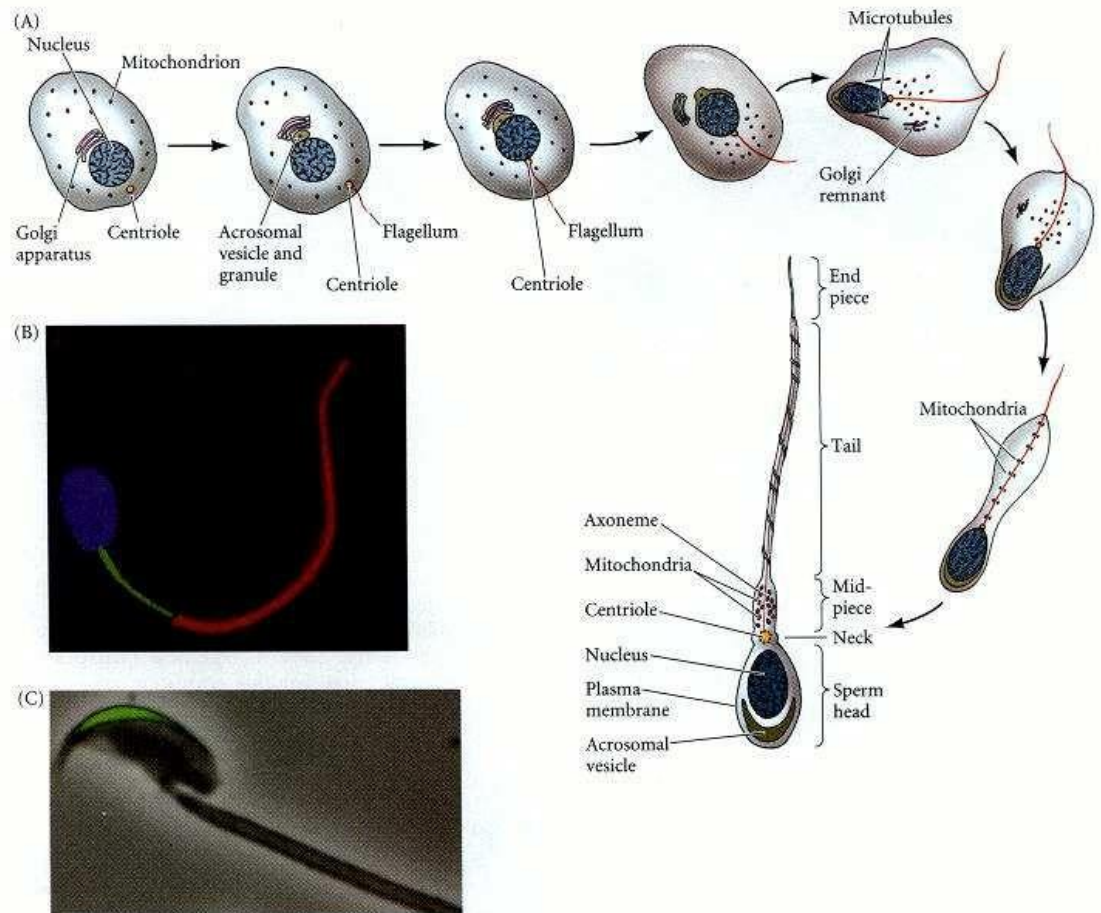 (A)
Nucleus
Mitochondrion
Golgi
apparatus
Centriole
Acrosomal
vesicle and
granule
Flagellum
Centriole
Flagellum
Centriole
Microtubules
Golgi
remnant
Mitochondria
End
piece
Tail
Axoneme
Mitochondria
Centriole
Nucleus
Plasma
membrane
Acrosomal
vesicle
Mid-
piece
Neck
Sperm
head
(B)
(C)